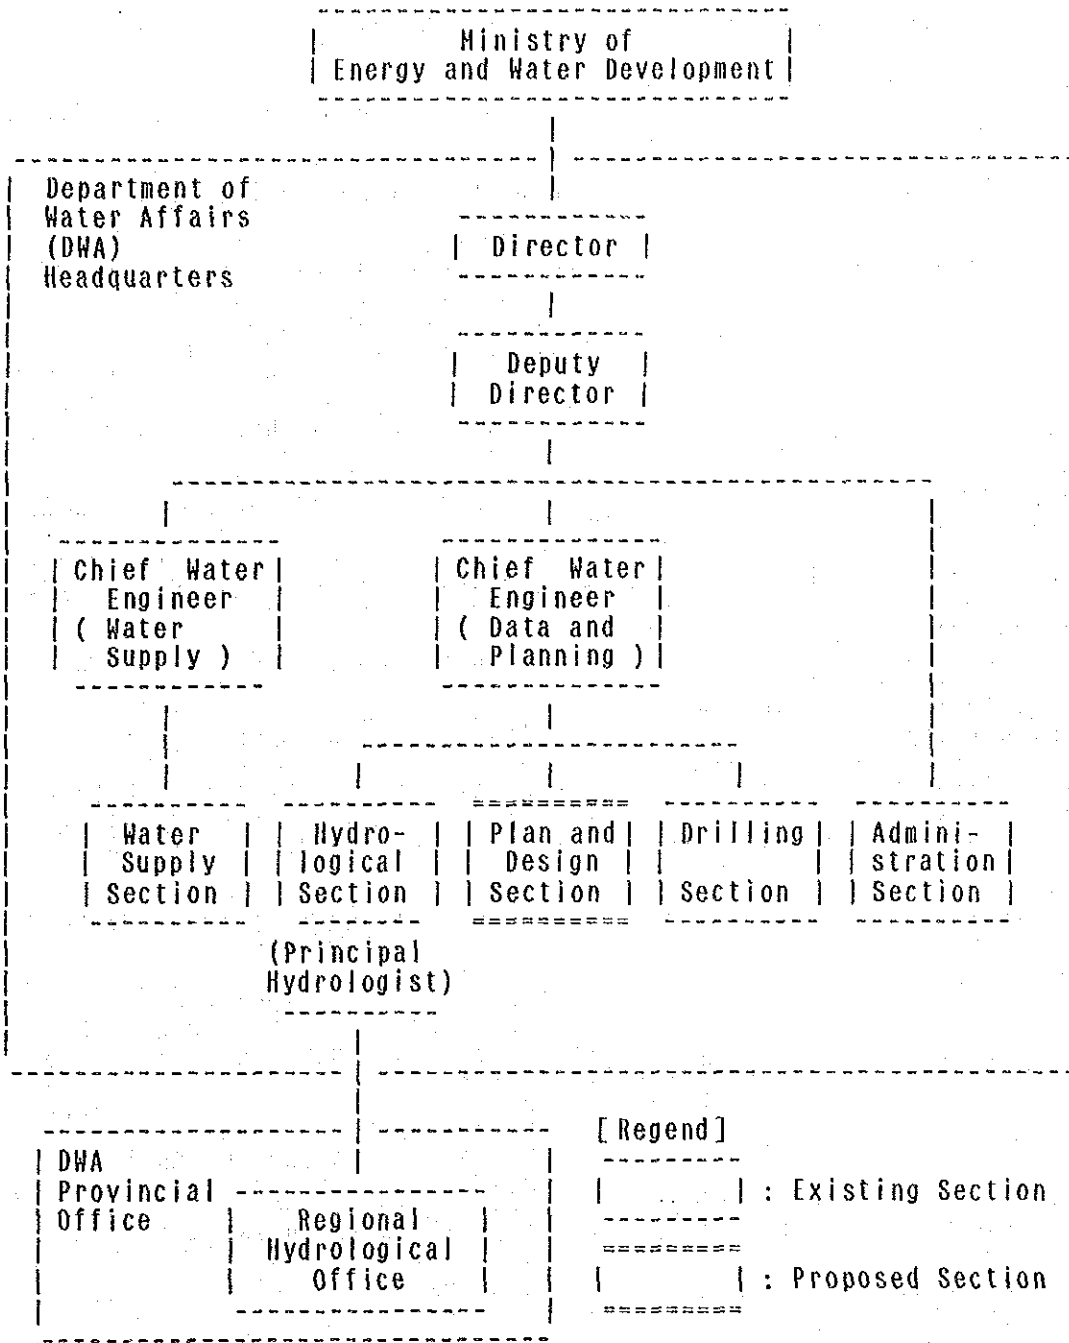 Ministry of
Energy and Water Development
Department of
Water Affairs
(DWA)
Headquarters
Director
Deputy
Director
Chief Water
Engineer
( Water
Supply )
Chief Water
Engineer
( Data and
Planning )
Water
Supply
Section
Hydro-
logical
Section
Plan and
Design
Section
Drilling
Section
Admini-
stration
Section
(Principal
Hydrologist)
DWA
Provincial
Office
Regional
Hydrological
Office
[Regend]
: Existing Section
: Proposed Section